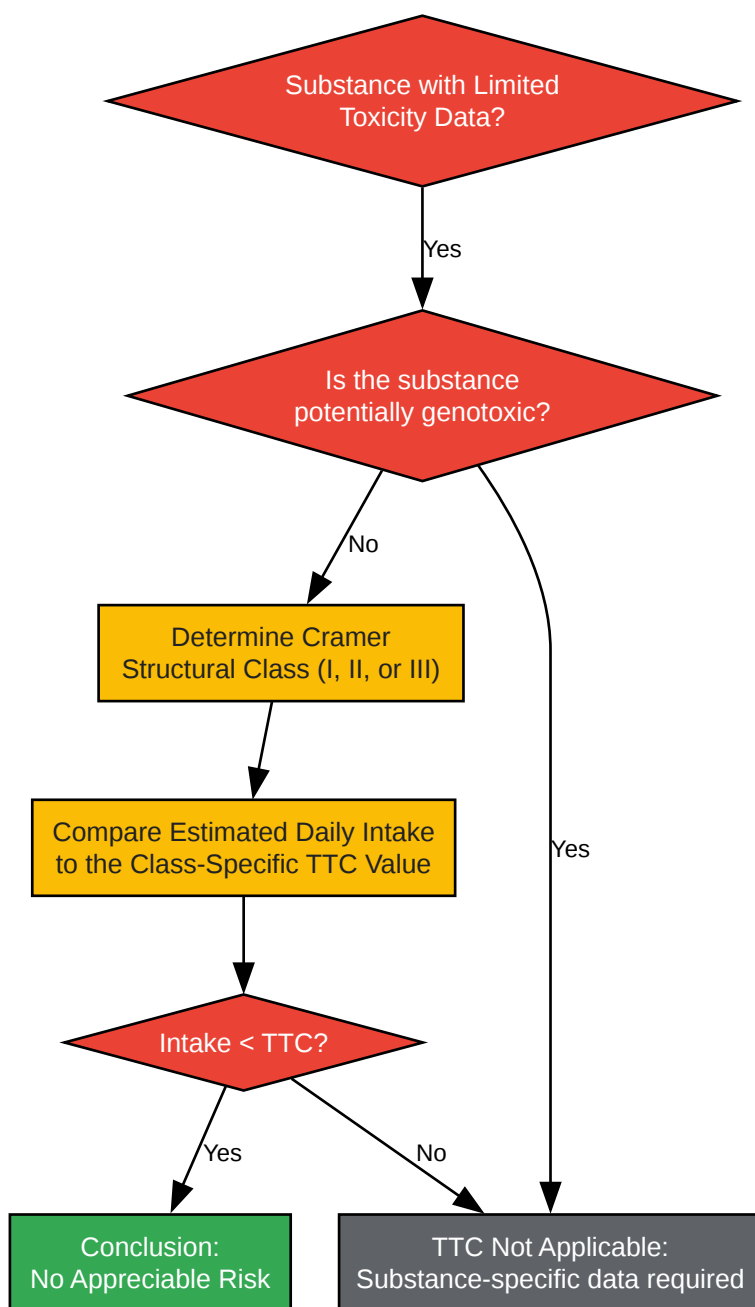 Substance with Limited
Toxicity Data?
Yes
Is the substance
potentially genotoxic?
No
Determine Cramer
Structural Class (I, II, or III)
Compare Estimated Daily Intake
to the Class-Specific TTC Value
Yes
Intake < TTC?
Yes
No
Conclusion:
No Appreciable Risk
TTC Not Applicable:
Substance-specific data required